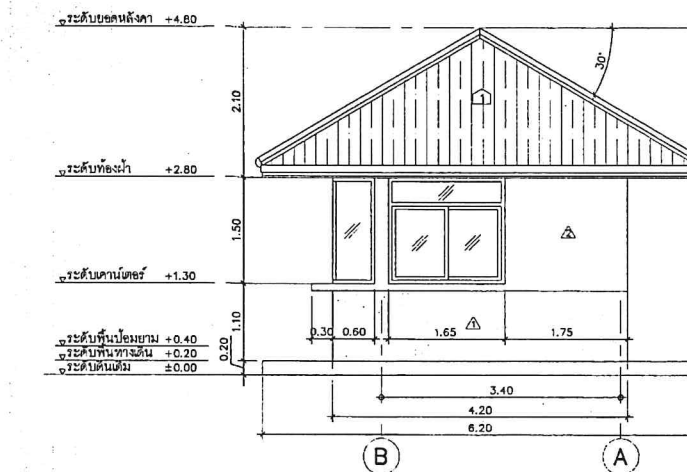 ระดับยอดหลังคา +4.80
30°
1
2.10
ระดับท้องฝ้า +2.80
1.50
2
ระดับเคาน์เตอร์ +1.30
1.10
0.30 0.60 1.65 1 1.75
ระดับพื้นป้อมยาม +0.40
ระดับพื้นทางเดิน +0.20
0.20
ระดับดินเดิม ±0.00
3.40
4.20
6.20
B A